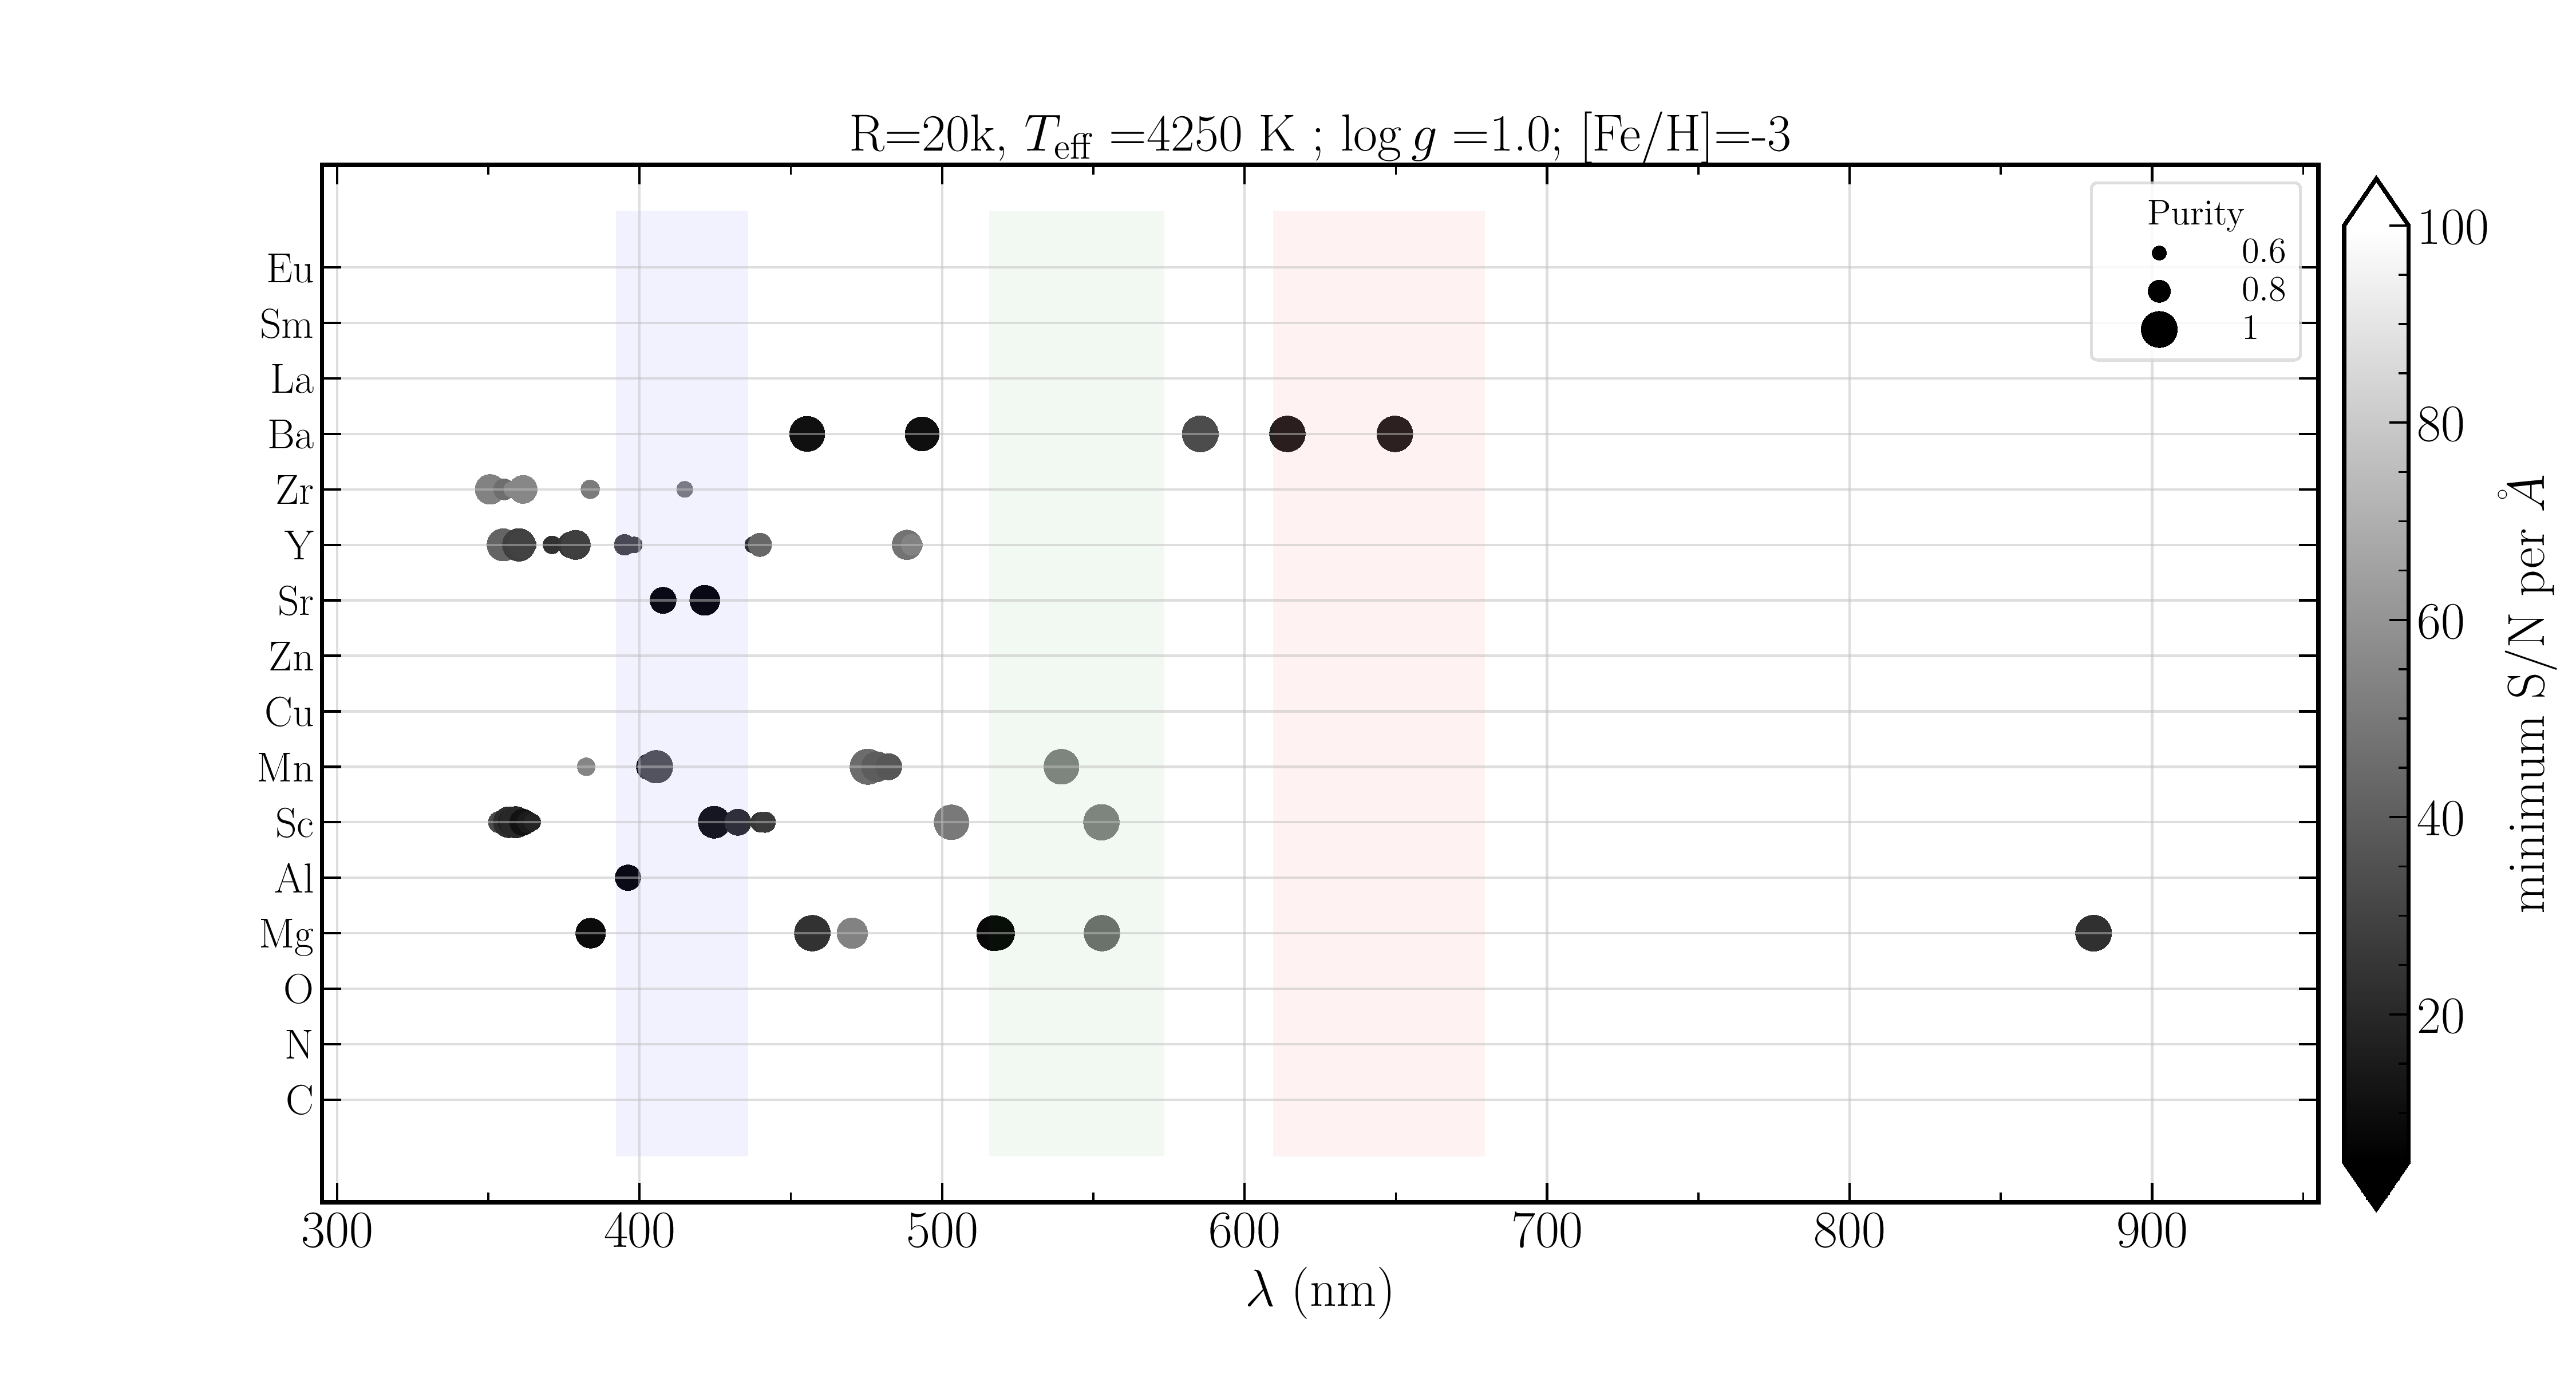 R=20k, T_eff =4250 K ; log g =1.0; [Fe/H]=-3
Purity
0.6
0.8
1
Eu
Sm
La
Ba
Zr
Y
Sr
Zn
Cu
Mn
Sc
Al
Mg
O
N
C
300 400 500 600 700 800 900
λ (nm)
100
80
60
40
20
minimum S/N per Å